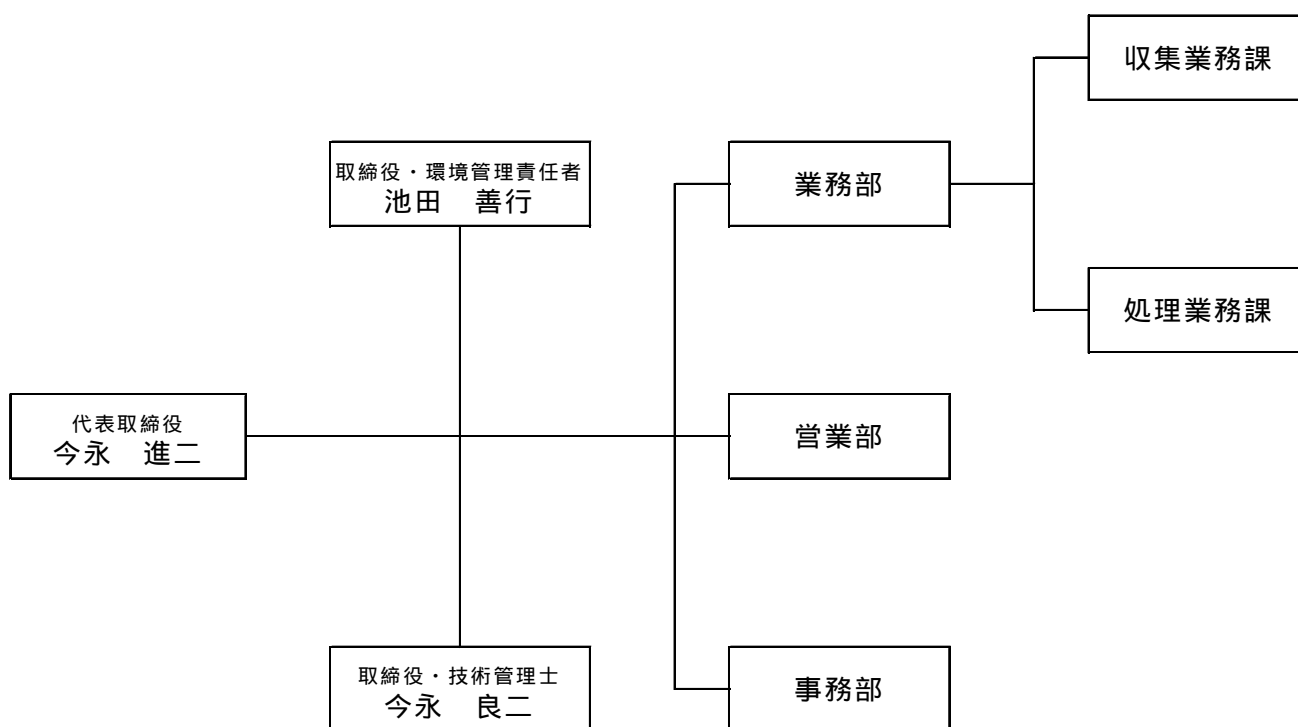 収集業務課
取締役・環境管理責任者
池田　善行
業務部
処理業務課
代表取締役
今永　進二
営業部
取締役・技術管理士
今永　良二
事務部